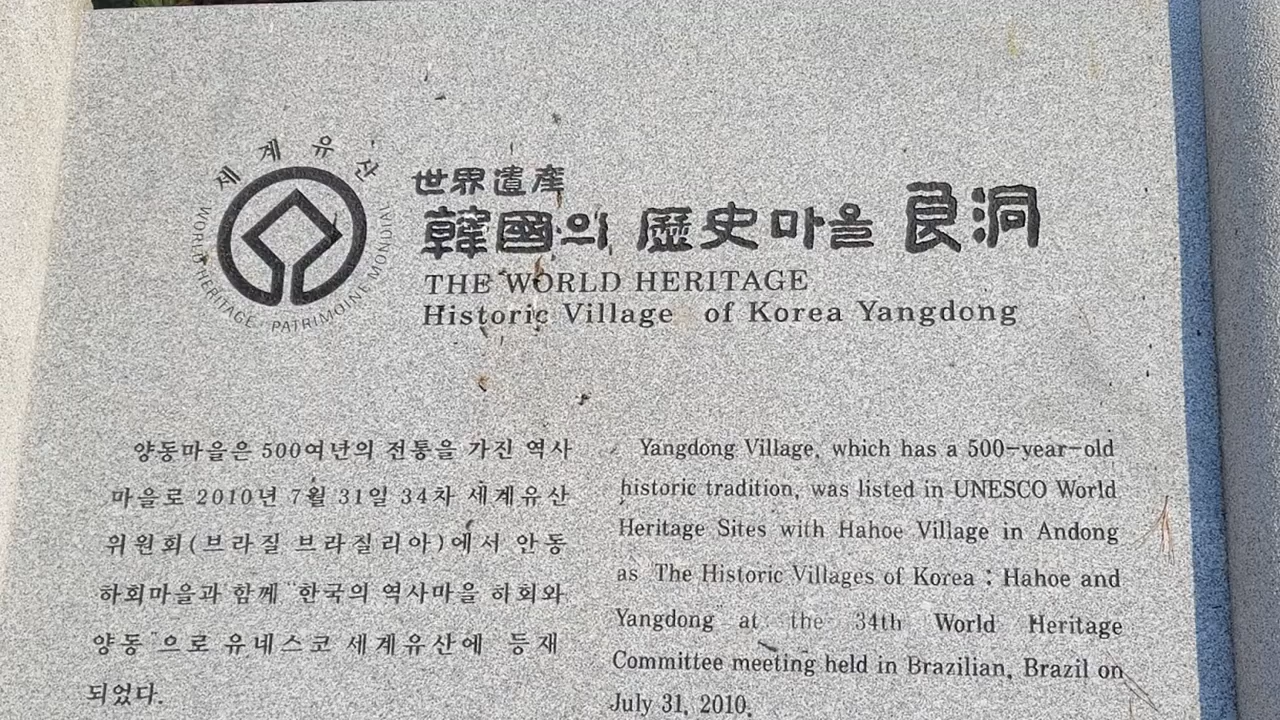 세계유산
WORLD HERITAGE · PATRIMOINE MONDIAL
世界遺産
韓國의 歷史마을 良洞
THE WORLD HERITAGE
Historic Village of Korea Yangdong
양동마을은 500여년의 전통을 가진 역사
마을로 2010년 7월 31일 34차 세계유산
위원회(브라질 브라질리아)에서 안동
하회마을과 함께 "한국의 역사마을 하회와
양동"으로 유네스코 세계유산에 등재
되었다.
Yangdong Village, which has a 500-year-old
historic tradition, was listed in UNESCO World
Heritage Sites with Hahoe Village in Andong
as "The Historic Villages of Korea : Hahoe and
Yangdong" at the 34th World Heritage
Committee meeting held in Brazilian, Brazil on
July 31, 2010.